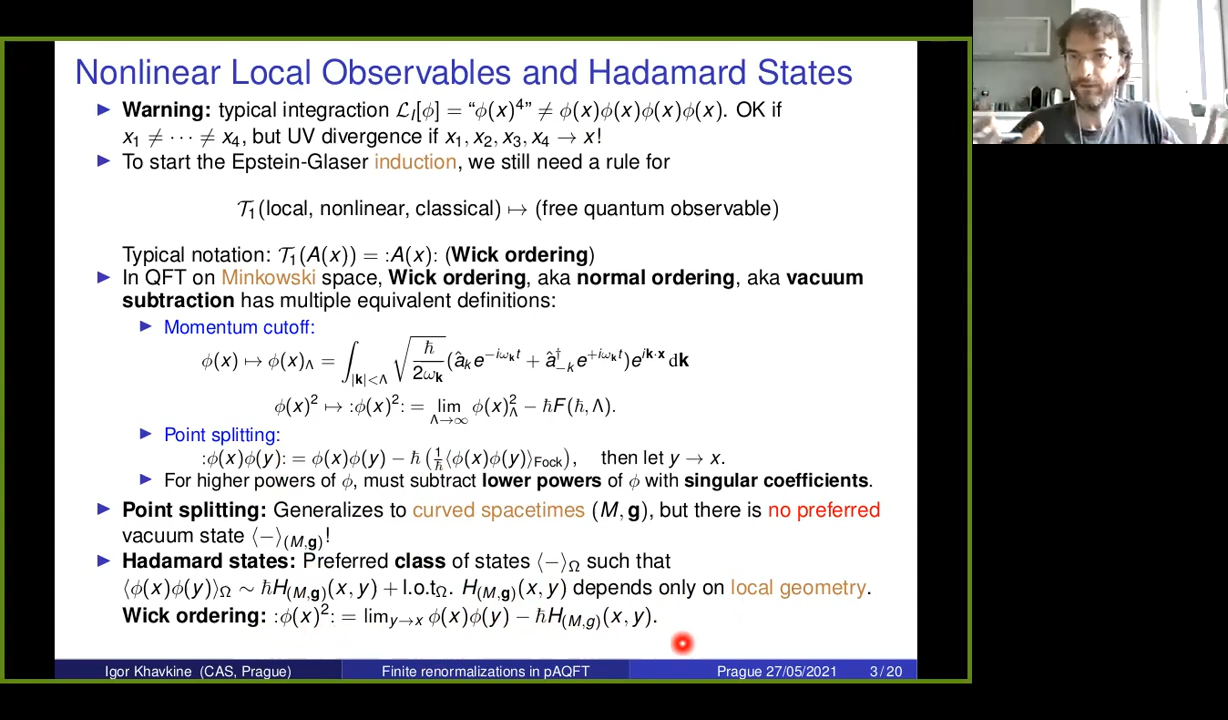 Nonlinear Local Observables and Hadamard States
▶ Warning: typical integraction 𝓛_I[ϕ] = “ϕ(x)⁴” ≠ ϕ(x)ϕ(x)ϕ(x)ϕ(x). OK if
x₁ ≠ ⋯ ≠ x₄, but UV divergence if x₁, x₂, x₃, x₄ → x!
▶ To start the Epstein-Glaser induction, we still need a rule for
𝒯₁(local, nonlinear, classical) ↦ (free quantum observable)
Typical notation: 𝒯₁(A(x)) = :A(x): (Wick ordering)
▶ In QFT on Minkowski space, Wick ordering, aka normal ordering, aka vacuum
subtraction has multiple equivalent definitions:
▶ Momentum cutoff:
ϕ(x) ↦ ϕ(x)_Λ = ∫_{|k|<Λ} √(ℏ/2ω_k) (â_k e^{−iω_k t} + â†_{−k} e^{+iω_k t}) e^{ik·x} dk
ϕ(x)² ↦ :ϕ(x)²: = lim_{Λ→∞} ϕ(x)²_Λ − ℏF(ℏ, Λ).
▶ Point splitting:
:ϕ(x)ϕ(y): = ϕ(x)ϕ(y) − ℏ (1/ℏ ⟨ϕ(x)ϕ(y)⟩_Fock), then let y → x.
▶ For higher powers of ϕ, must subtract lower powers of ϕ with singular coefficients.
▶ Point splitting: Generalizes to curved spacetimes (M, g), but there is no preferred
vacuum state ⟨−⟩_(M,g)!
▶ Hadamard states: Preferred class of states ⟨−⟩_Ω such that
⟨ϕ(x)ϕ(y)⟩_Ω ∼ ℏH_(M,g)(x, y) + l.o.t_Ω. H_(M,g)(x, y) depends only on local geometry.
Wick ordering: :ϕ(x)²: = lim_{y→x} ϕ(x)ϕ(y) − ℏH_(M,g)(x, y).
Igor Khavkine (CAS, Prague) Finite renormalizations in pAQFT Prague 27/05/2021 3 / 20